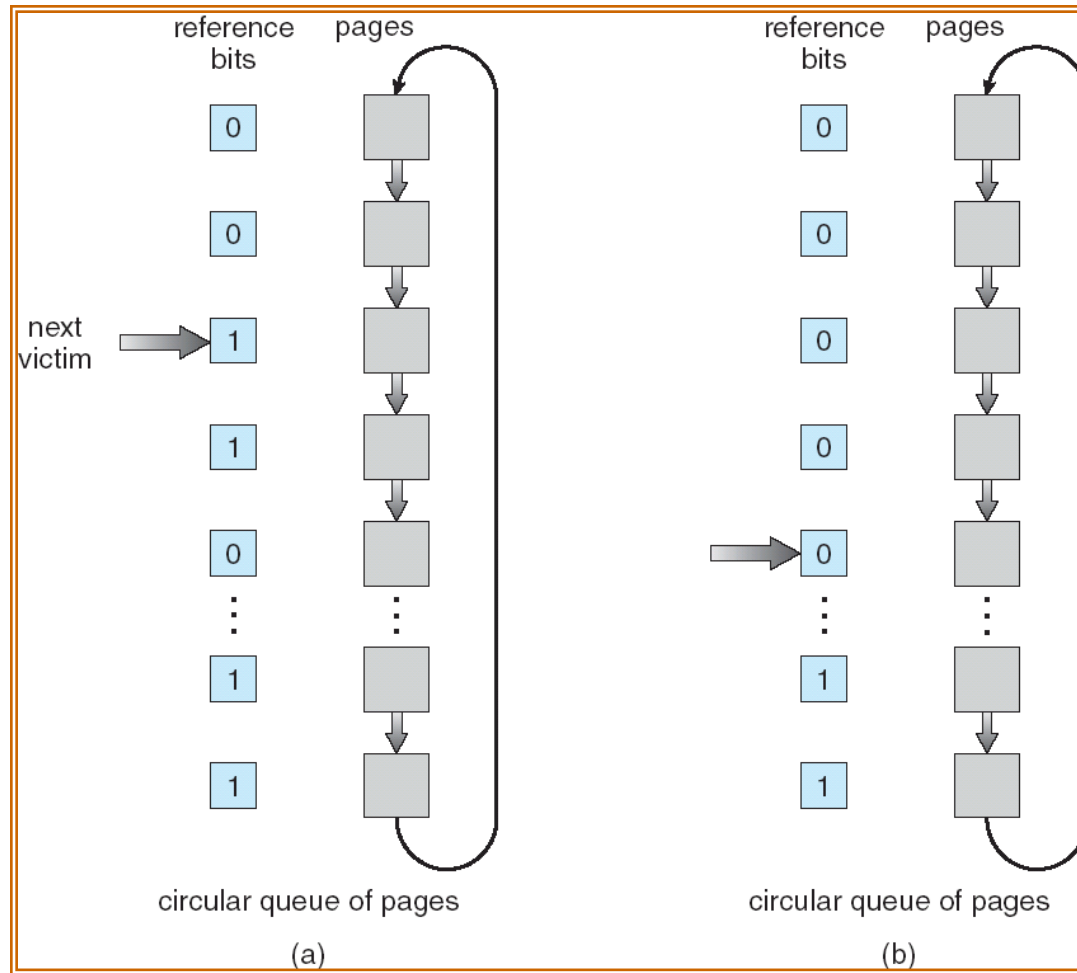 reference
bits
pages
0
0
next
victim
1
1
0
1
1
circular queue of pages
(a)
reference
bits
pages
0
0
0
0
0
1
1
circular queue of pages
(b)